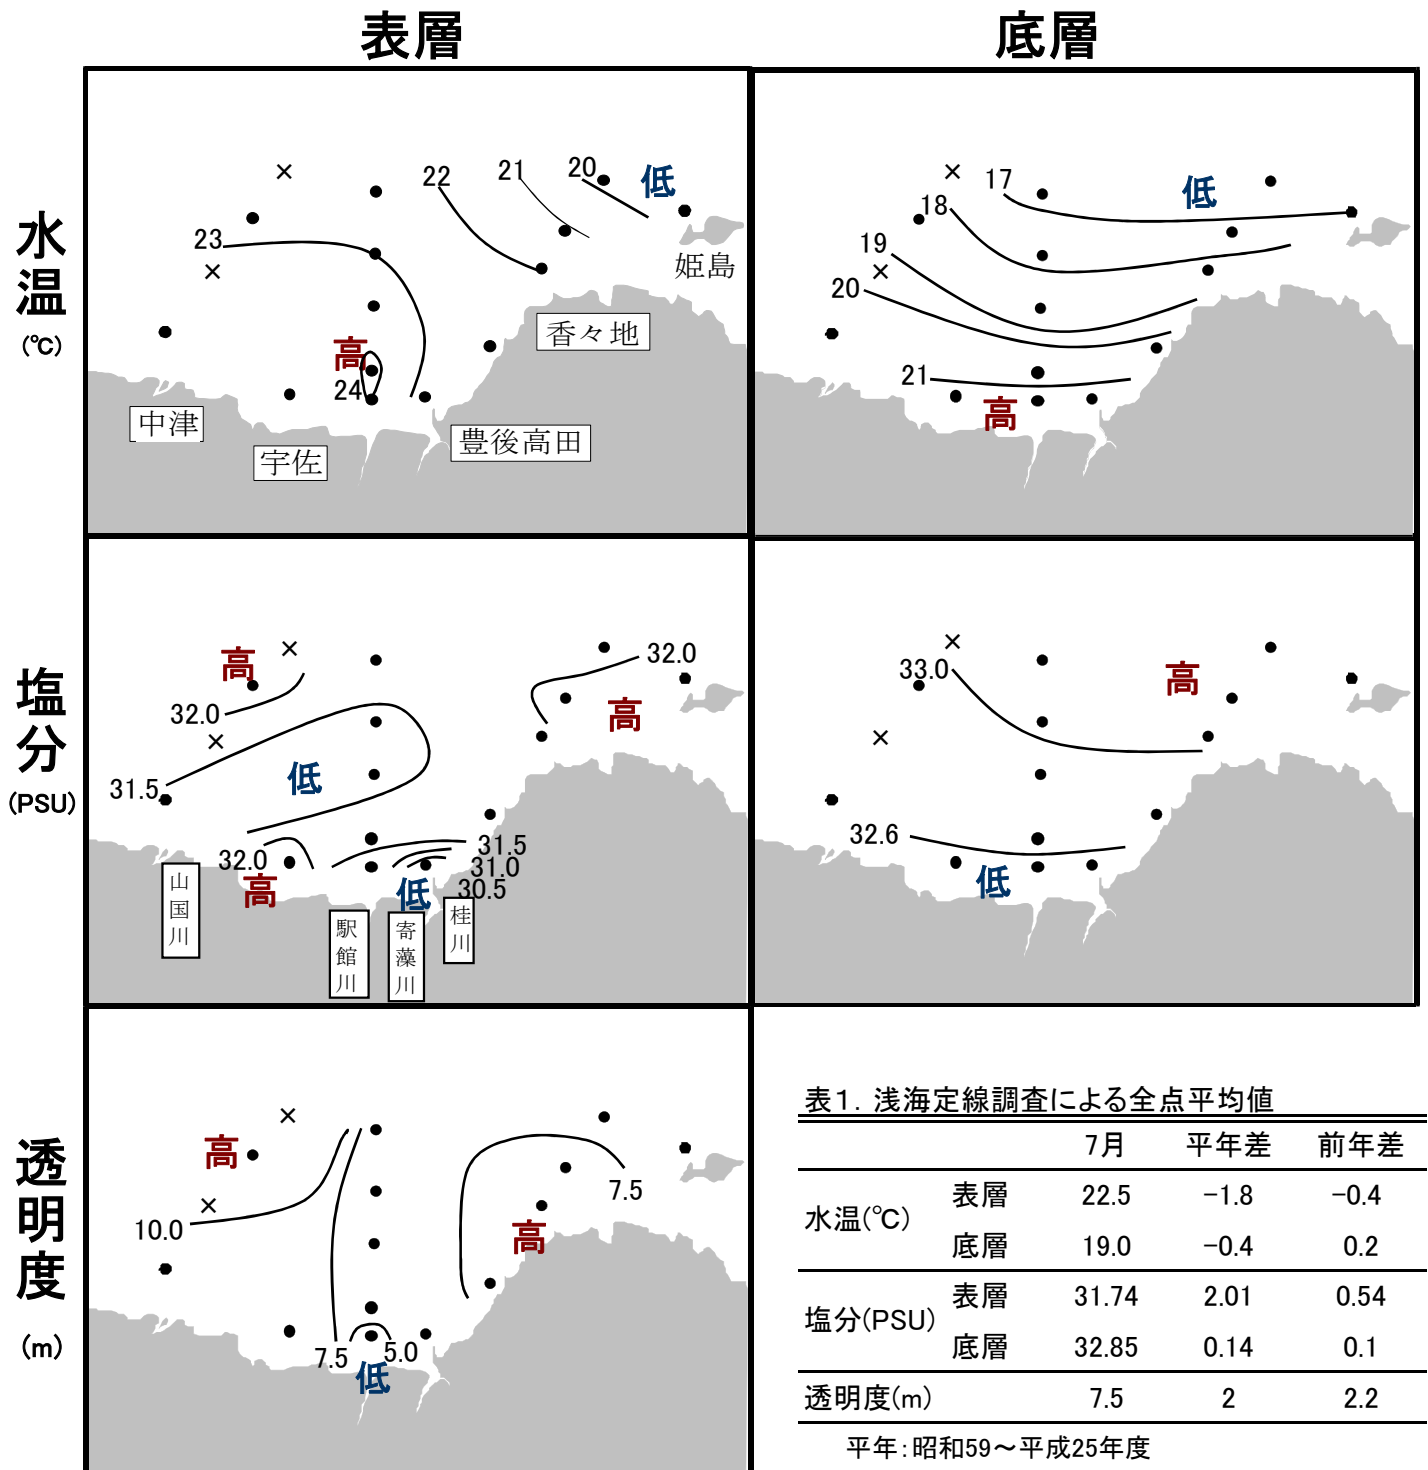 表層
底層
水温
(℃)
22
21
20
低
23
姫島
香々地
高
24
中津
宇佐
豊後高田
17
低
18
19
20
21
高
塩分
(PSU)
高
32.0
32.0
高
31.5
低
32.0
高
31.5
31.0
30.5
低
山国川
駅館川
寄藻川
桂川
33.0
高
32.6
低
透明度
(m)
高
10.0
7.5
高
7.5
5.0
低
表1. 浅海定線調査による全点平均値
7月 平年差 前年差
水温(℃) 表層 22.5 -1.8 -0.4
底層 19.0 -0.4 0.2
塩分(PSU) 表層 31.74 2.01 0.54
底層 32.85 0.14 0.1
透明度(m) 7.5 2 2.2
平年:昭和59～平成25年度